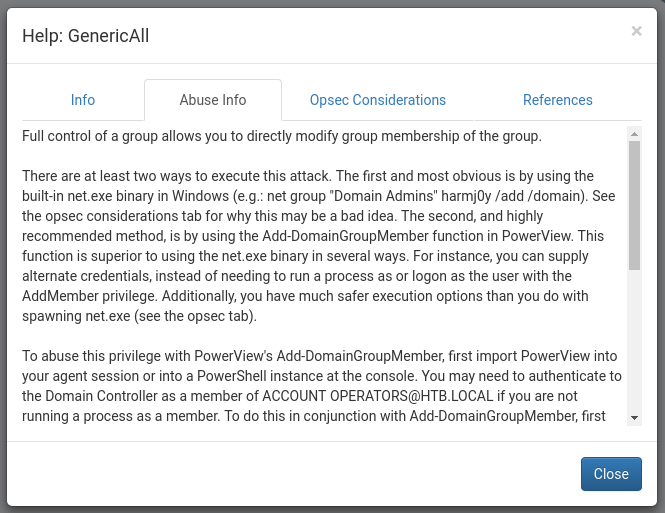 Help: GenericAll
×
Info
Abuse Info
Opsec Considerations
References
Full control of a group allows you to directly modify group membership of the group.
There are at least two ways to execute this attack. The first and most obvious is by using the
built-in net.exe binary in Windows (e.g.: net group "Domain Admins" harmj0y /add /domain). See
the opsec considerations tab for why this may be a bad idea. The second, and highly
recommended method, is by using the Add-DomainGroupMember function in PowerView. This
function is superior to using the net.exe binary in several ways. For instance, you can supply
alternate credentials, instead of needing to run a process as or logon as the user with the
AddMember privilege. Additionally, you have much safer execution options than you do with
spawning net.exe (see the opsec tab).
To abuse this privilege with PowerView's Add-DomainGroupMember, first import PowerView into
your agent session or into a PowerShell instance at the console. You may need to authenticate to
the Domain Controller as a member of ACCOUNT OPERATORS@HTB.LOCAL if you are not
running a process as a member. To do this in conjunction with Add-DomainGroupMember, first
Close